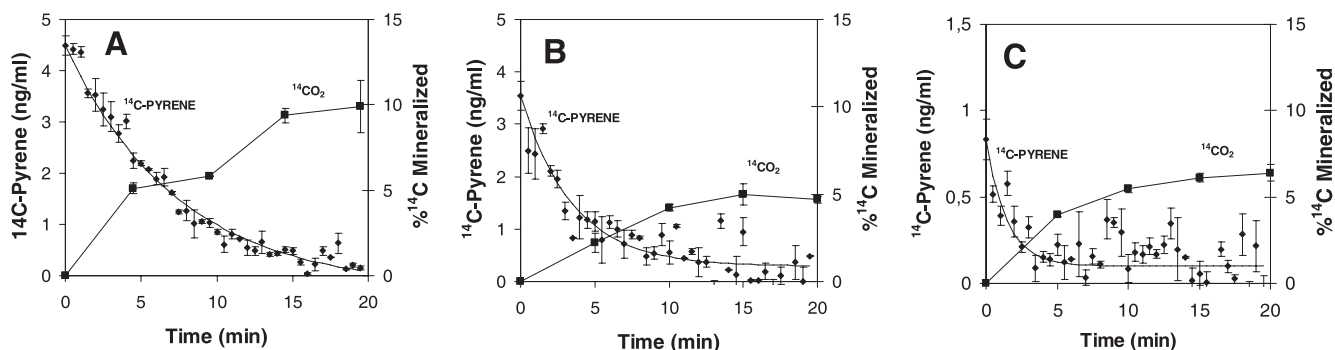 A
14C-Pyrene (ng/ml)
5
4
3
2
1
0
15
10
5
0
%14C Mineralized
14C-PYRENE
14CO2
0 5 10 15 20
Time (min)
B
14C-Pyrene (ng/ml)
5
4
3
2
1
0
15
10
5
0
%14C Mineralized
14C-PYRENE
14CO2
0 5 10 15 20
Time (min)
C
14C-Pyrene (ng/ml)
1,5
1
0,5
0
15
10
5
0
%14C Mineralized
14C-PYRENE
14CO2
0 5 10 15 20
Time (min)